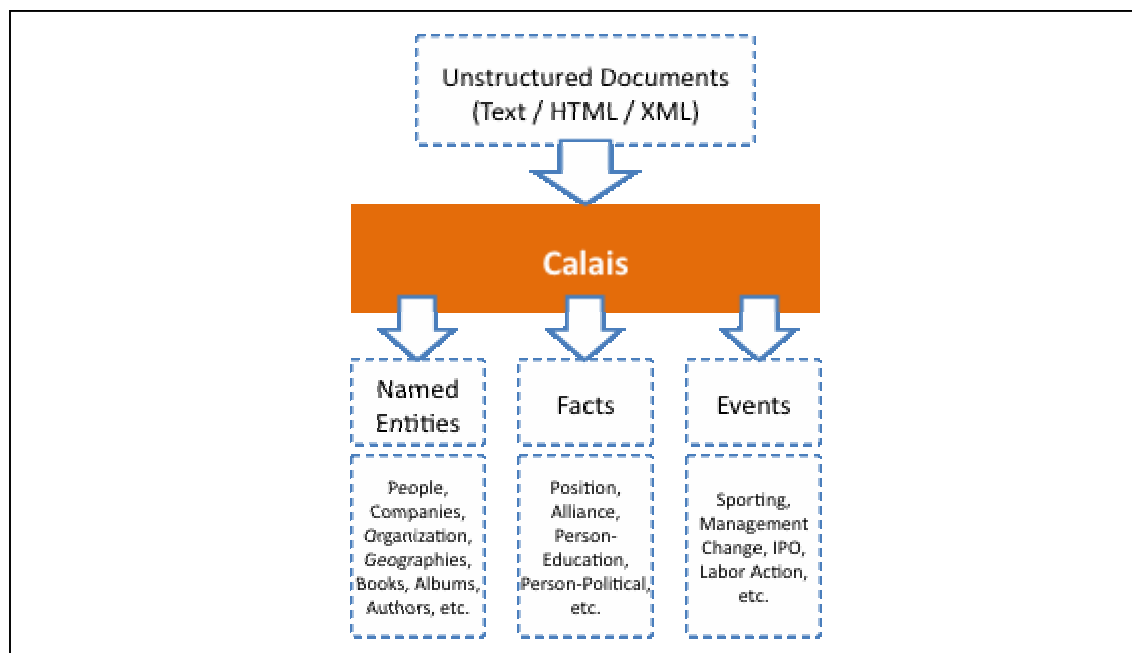 Unstructured Documents
(Text / HTML / XML)
Calais
Named
Entities
Facts
Events
People,
Companies,
Organization,
Geographies,
Books, Albums,
Authors, etc.
Position,
Alliance,
Person-
Education,
Person-Political,
etc.
Sporting,
Management
Change, IPO,
Labor Action,
etc.